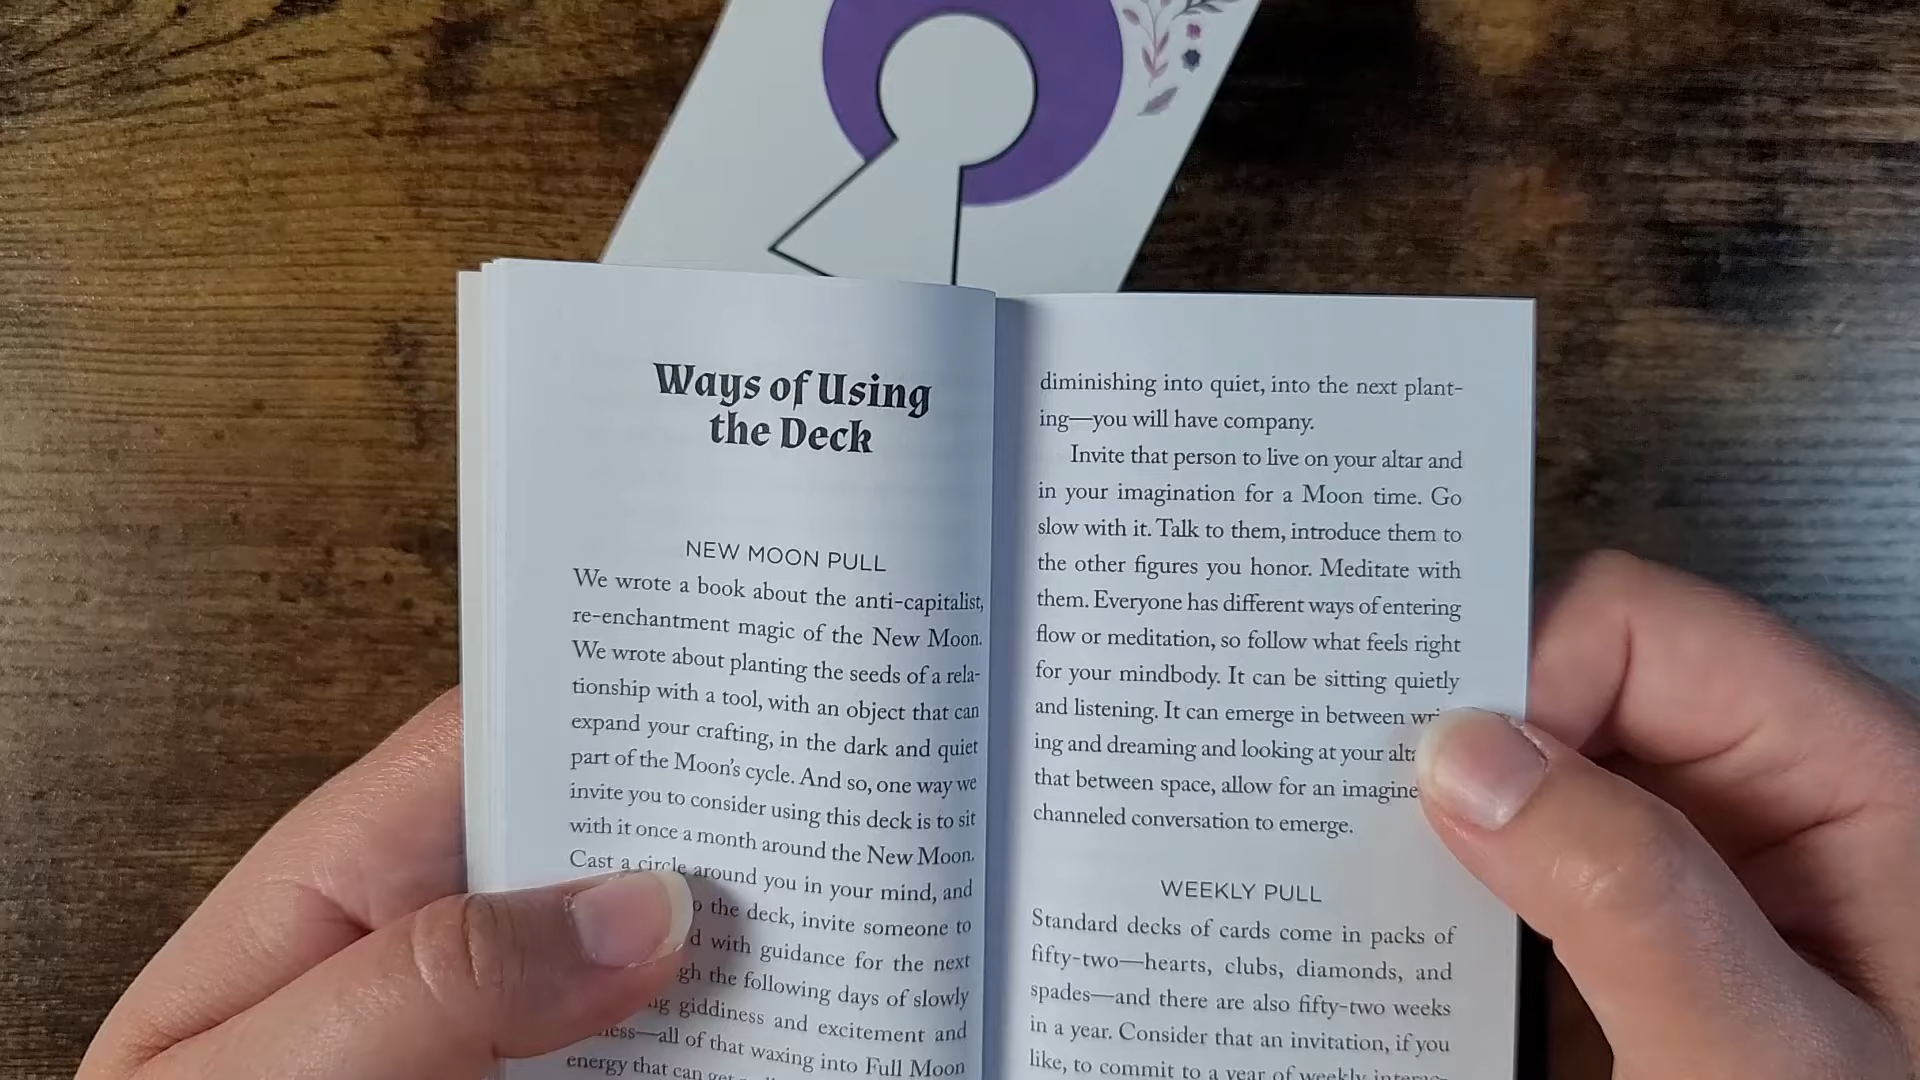 Ways of Using
the Deck
NEW MOON PULL
We wrote a book about the anti-capitalist,
re-enchantment magic of the New Moon.
We wrote about planting the seeds of a rela-
tionship with a tool, with an object that can
expand your crafting, in the dark and quiet
part of the Moon's cycle. And so, one way we
invite you to consider using this deck is to sit
with it once a month around the New Moon.
Cast a circle around you in your mind, and
the deck, invite someone to
with guidance for the next
the following days of slowly
giddiness and excitement and
all of that waxing into Full Moon
energy that can
diminishing into quiet, into the next plant-
ing—you will have company.
Invite that person to live on your altar and
in your imagination for a Moon time. Go
slow with it. Talk to them, introduce them to
the other figures you honor. Meditate with
them. Everyone has different ways of entering
flow or meditation, so follow what feels right
for your mindbody. It can be sitting quietly
and listening. It can emerge in between
ing and dreaming and looking at your
that between space, allow for an
channeled conversation to emerge.
WEEKLY PULL
Standard decks of cards come in packs of
fifty-two—hearts, clubs, diamonds, and
spades—and there are also fifty-two weeks
in a year. Consider that an invitation, if you
like, to commit to a year of weekly